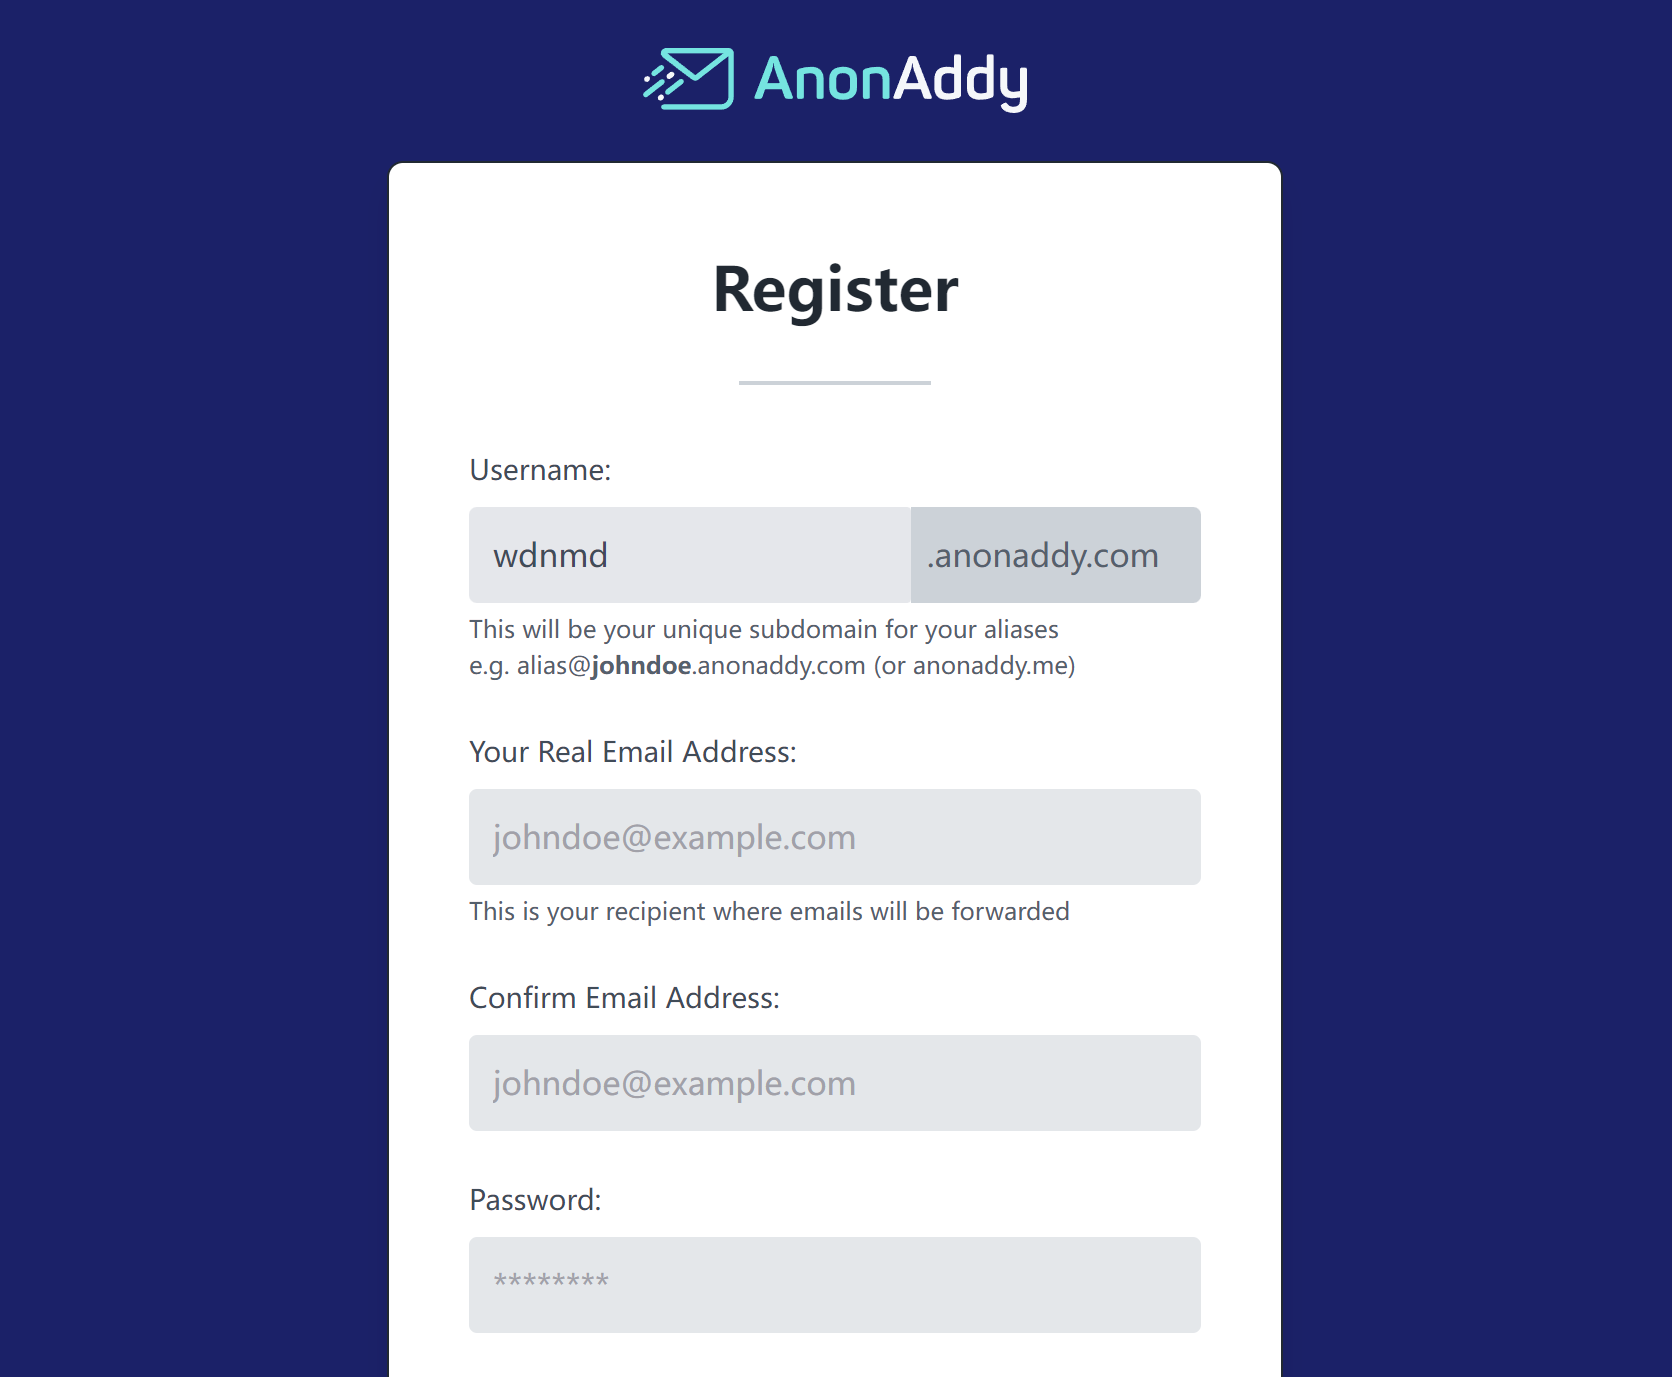 AnonAddy
Register
Username:
wdnmd .anonaddy.com
This will be your unique subdomain for your aliases
e.g. alias@johndoe.anonaddy.com (or anonaddy.me)
Your Real Email Address:
johndoe@example.com
This is your recipient where emails will be forwarded
Confirm Email Address:
johndoe@example.com
Password:
********